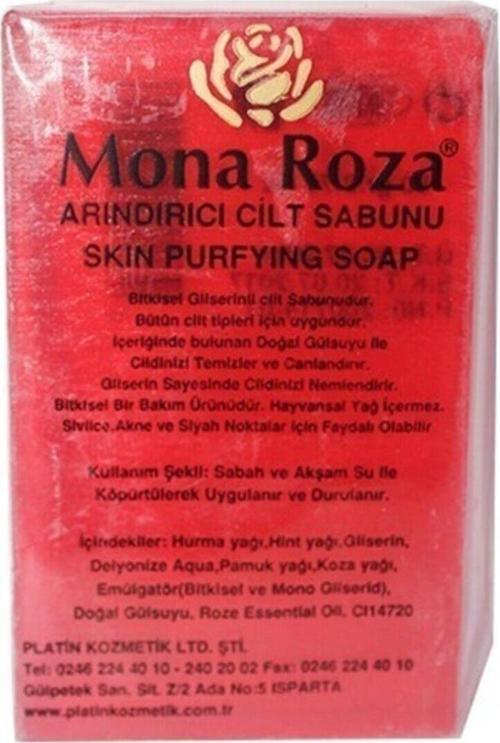 Mona Roza®
ARINDIRICI CİLT SABUNU
SKIN PURFYING SOAP
Bitkisel Gliserinli cilt Sabunudur.
Bütün cilt tipleri için uygundur.
İçeriğinde bulunan Doğal Gülsuyu ile
Cildinizi Temizler ve Canlandırır.
Gliserin Sayesinde Cildinizi Nemlendirir.
Bitkisel Bir Bakım Ürünüdür. Hayvansal Yağ İçermez.
Sivilce,Akne ve Siyah Noktalar için Faydalı Olabilir
Kullanım Şekli: Sabah ve Akşam Su ile
Köpürtülerek Uygulanır ve Durulanır.
İçindekiler: Hurma yağı,Hint yağı,Gliserin,
Deiyonize Aqua,Pamuk yağı,Koza yağı,
Emülgatör(Bitkisel ve Mono Gliserid),
Doğal Gülsuyu, Roze Essential Oil, CI14720
PLATİN KOZMETİK LTD. ŞTİ.
Tel: 0246 224 40 10 - 240 20 02 Fax: 0246 224 40 10
Gülpetek San. Sit. Z/2 Ada No:5 ISPARTA
www.platinkozmetik.com.tr